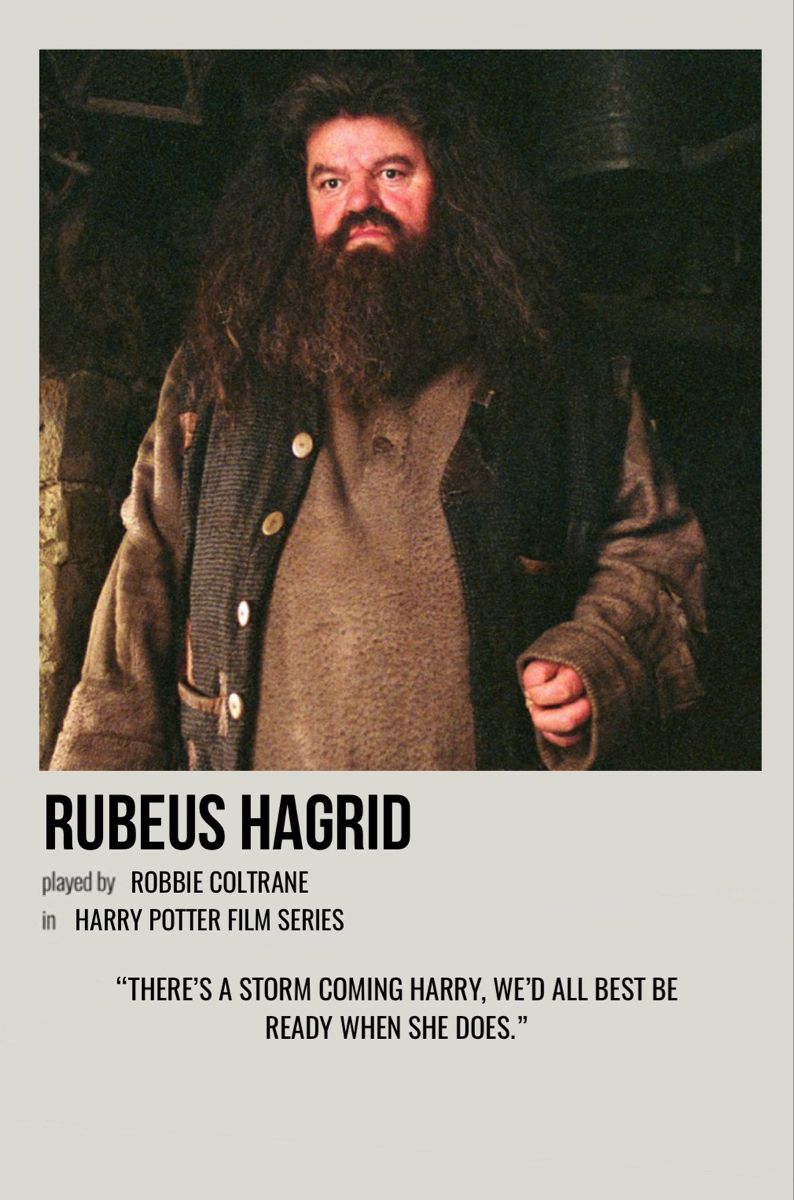 RUBEUS HAGRID
played by ROBBIE COLTRANE
in HARRY POTTER FILM SERIES
“THERE’S A STORM COMING HARRY, WE’D ALL BEST BE
READY WHEN SHE DOES.”